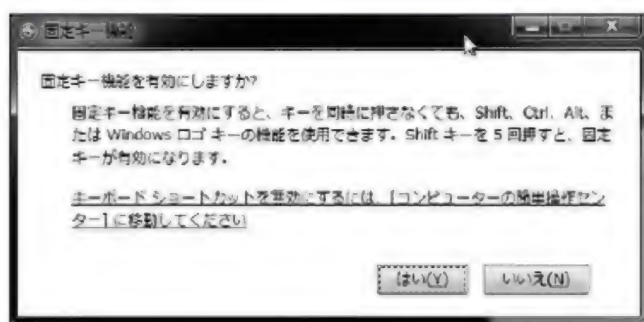 固定キー機能
固定キー機能を有効にしますか?
固定キー機能を有効にすると、キーを同時に押さなくても、Shift、Ctrl、Alt、ま
たは Windows ロゴ キーの機能を使用できます。Shift キーを 5 回押すと、固定
キーが有効になります。
キーボード ショートカットを無効にするには、[コンピューターの簡単操作セン
ター] に移動してください
はい(Y)
いいえ(N)